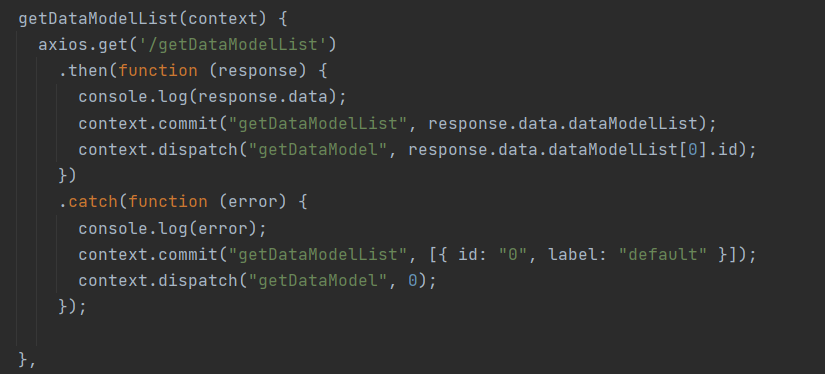 getDataModelList(context) {
axios.get('/getDataModelList')
.then(function (response) {
console.log(response.data);
context.commit("getDataModelList", response.data.dataModelList);
context.dispatch("getDataModel", response.data.dataModelList[0].id);
})
.catch(function (error) {
console.log(error);
context.commit("getDataModelList", [{ id: "0", label: "default" }]);
context.dispatch("getDataModel", 0);
});
},